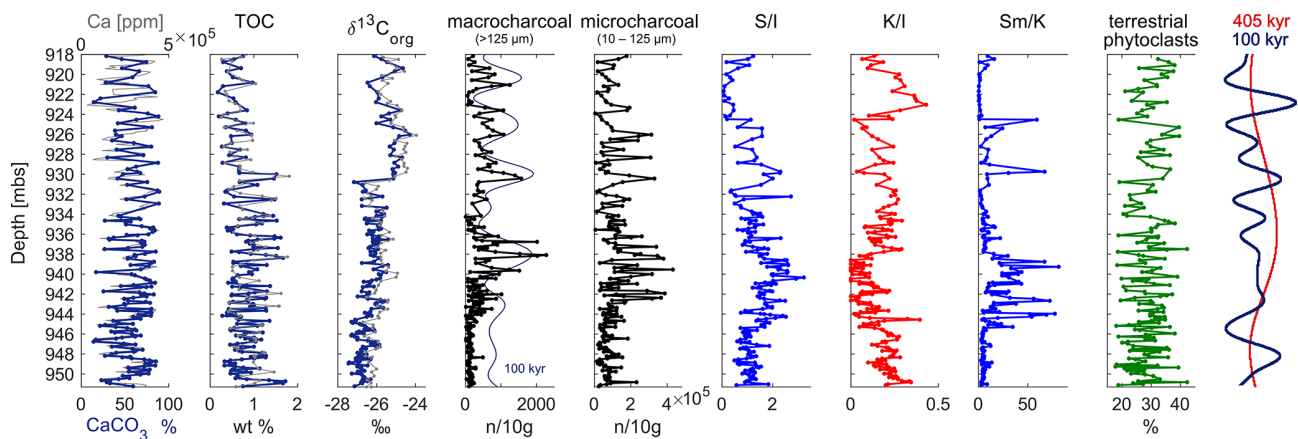 Ca [ppm] TOC δ¹³C_org macrocharcoal microcharcoal S/I K/I Sm/K terrestrial 405 kyr
0 5×10⁵ (>125 µm) (10 – 125 µm) phytoclasts 100 kyr
918
920
922
924
926
928
930
932
934
936
938
940
942
944
946
948
950
Depth [mbs]
100 kyr
0 50 100 0 1 2 -28 -26 -24 0 1000 2000 0 2 4×10⁵ 0 2 0 0.5 0 50 20 30 40
CaCO₃ % wt % ‰ n/10g n/10g %